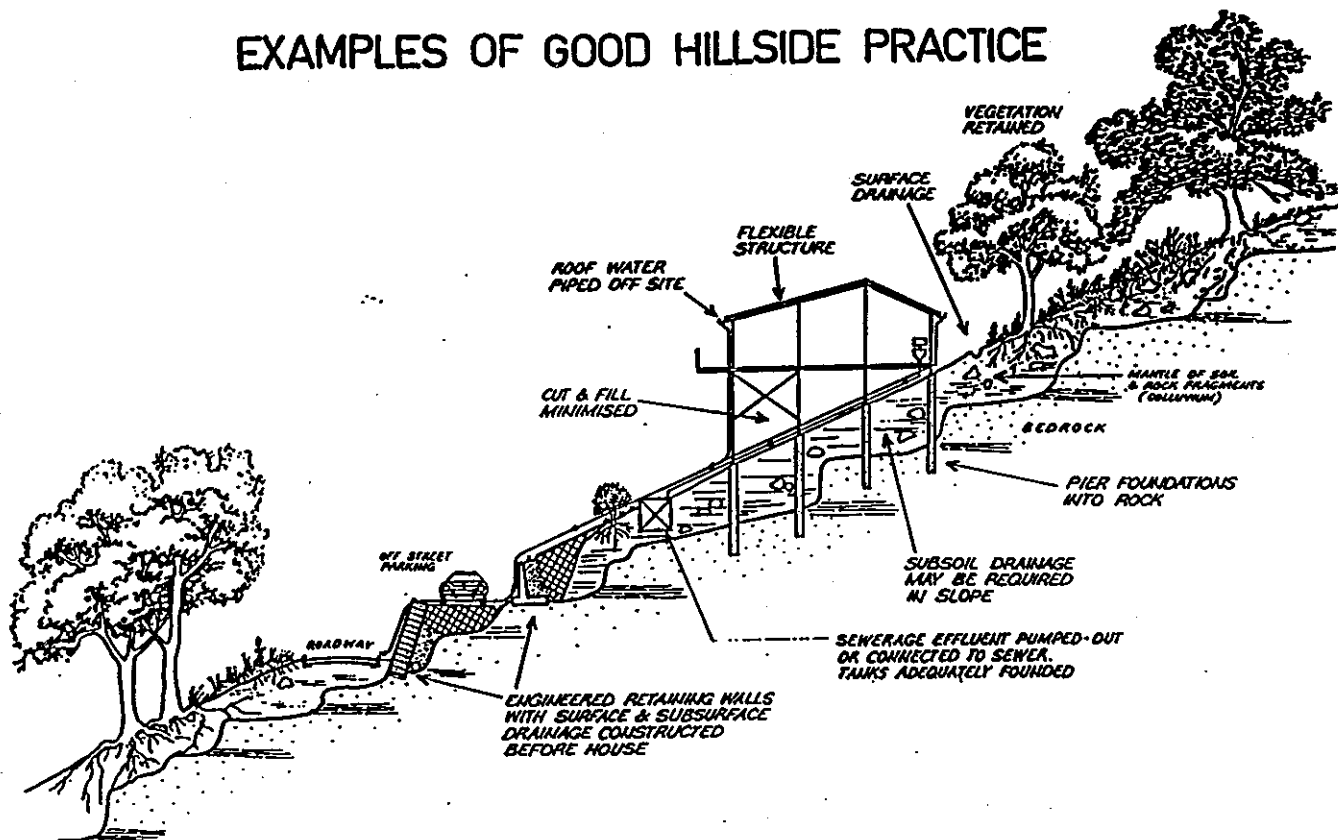 EXAMPLES OF GOOD HILLSIDE PRACTICE
VEGETATION
RETAINED
SURFACE
DRAINAGE
FLEXIBLE
STRUCTURE
ROOF WATER
PIPED OFF SITE
MANTLE OF SOIL
& ROCK FRAGMENTS
(COLLUVIUM)
CUT & FILL
MINIMISED
BEDROCK
PIER FOUNDATIONS
INTO ROCK
OFF STREET
PARKING
SUBSOIL DRAINAGE
MAY BE REQUIRED
IN SLOPE
ROADWAY
SEWERAGE EFFLUENT PUMPED-OUT
OR CONNECTED TO SEWER.
TANKS ADEQUATELY FOUNDED
ENGINEERED RETAINING WALLS
WITH SURFACE & SUBSURFACE
DRAINAGE CONSTRUCTED
BEFORE HOUSE